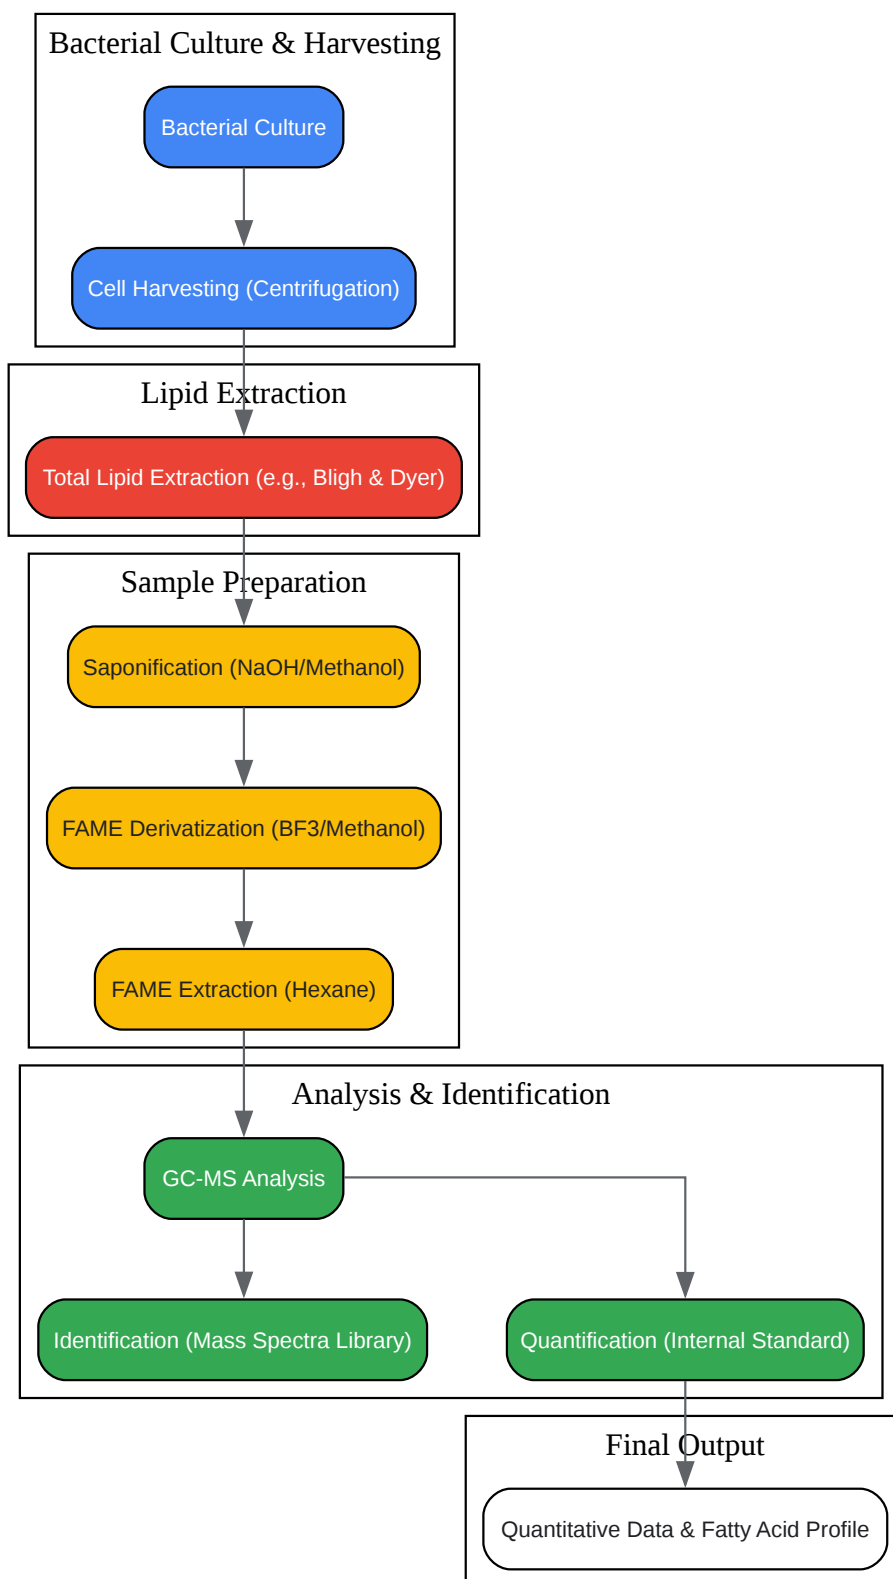 Bacterial Culture & Harvesting
Bacterial Culture
Cell Harvesting (Centrifugation)
Lipid Extraction
Total Lipid Extraction (e.g., Bligh & Dyer)
Sample Preparation
Saponification (NaOH/Methanol)
FAME Derivatization (BF3/Methanol)
FAME Extraction (Hexane)
Analysis & Identification
GC-MS Analysis
Identification (Mass Spectra Library)
Quantification (Internal Standard)
Final Output
Quantitative Data & Fatty Acid Profile